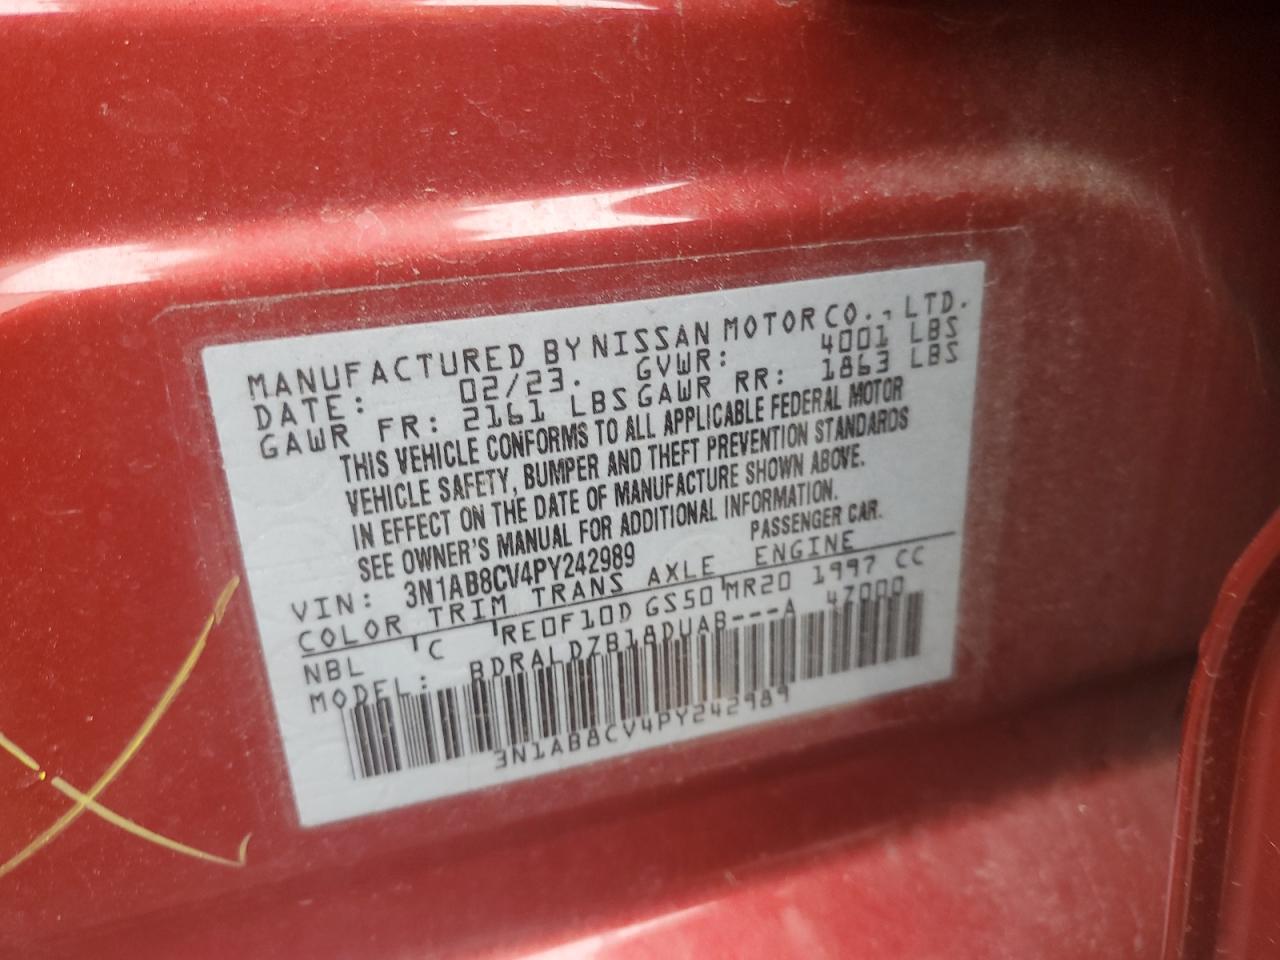 MANUFACTURED BY NISSAN MOTOR CO., LTD.
DATE: 02/23. GVWR: 4001 LBS
GAWR FR: 2161 LBS GAWR RR: 1863 LBS
THIS VEHICLE CONFORMS TO ALL APPLICABLE FEDERAL MOTOR
VEHICLE SAFETY, BUMPER AND THEFT PREVENTION STANDARDS
IN EFFECT ON THE DATE OF MANUFACTURE SHOWN ABOVE.
SEE OWNER'S MANUAL FOR ADDITIONAL INFORMATION.
VIN: 3N1AB8CV4PY242989 PASSENGER CAR.
COLOR TRIM TRANS AXLE ENGINE
NBL C RE0F10D GS50 MR20 1997 CC
MODEL: BDRALDZB18DUAB---A 47000
3N1AB8CV4PY242989